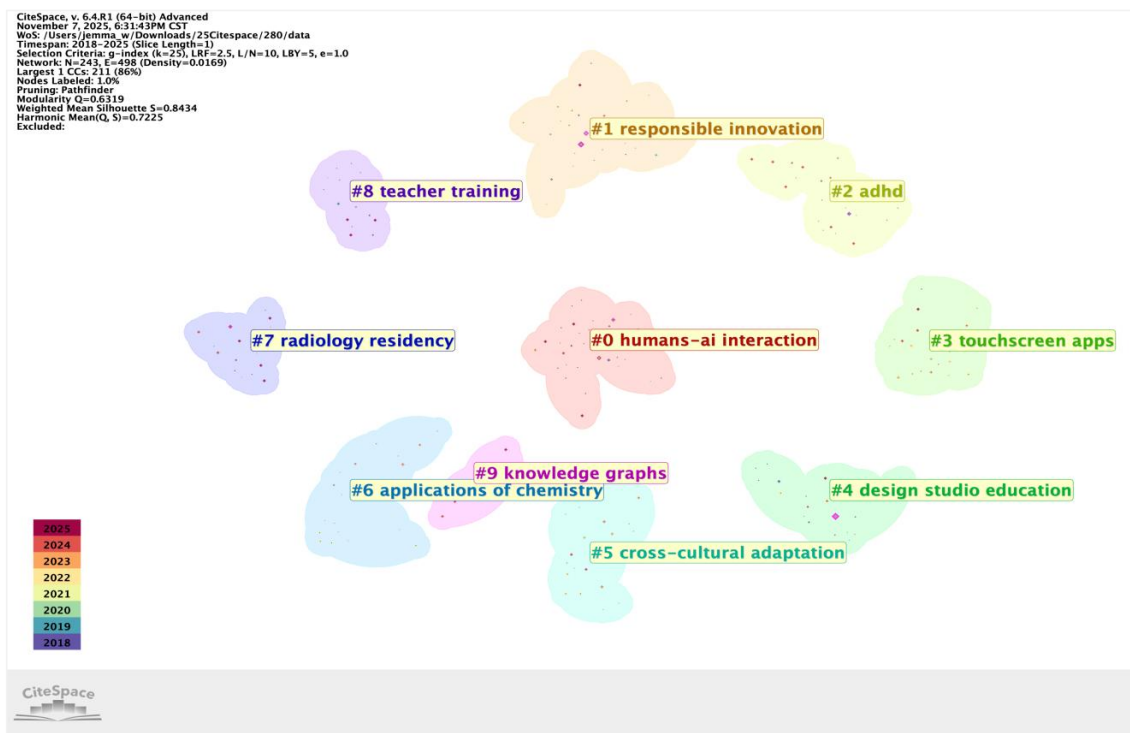 CiteSpace, v. 6.4.R1 (64-bit) Advanced
November 7, 2025, 6:31:43PM CST
WoS: /Users/jemma_w/Downloads/25Citespace/280/data
Timespan: 2018-2025 (Slice Length=1)
Selection Criteria: g-index (k=25), LRF=2.5, L/N=10, LBY=5, e=1.0
Network: N=243, E=498 (Density=0.0169)
Largest 1 CCs: 211 (86%)
Nodes Labeled: 1.0%
Pruning: Pathfinder
Modularity Q=0.6319
Weighted Mean Silhouette S=0.8434
Harmonic Mean(Q, S)=0.7225
Excluded:
#1 responsible innovation
#8 teacher training
#2 adhd
#7 radiology residency
#0 humans-ai interaction
#3 touchscreen apps
#9 knowledge graphs
#6 applications of chemistry
#4 design studio education
#5 cross-cultural adaptation
2025
2024
2023
2022
2021
2020
2019
2018
CiteSpace